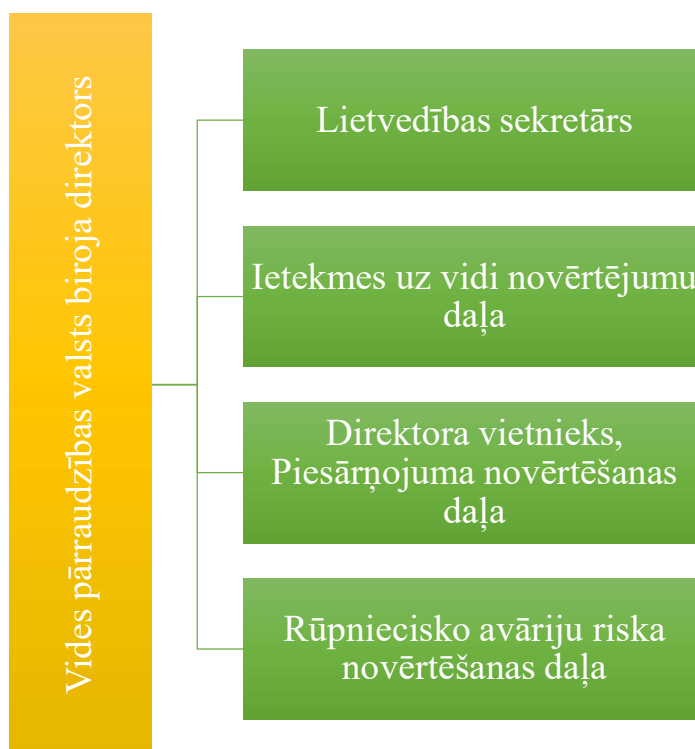 Vides pārraudzības valsts biroja direktors
Lietvedības sekretārs
Ietekmes uz vidi novērtējumu
daļa
Direktora vietnieks,
Piesārņojuma novērtēšanas
daļa
Rūpniecisko avāriju riska
novērtēšanas daļa